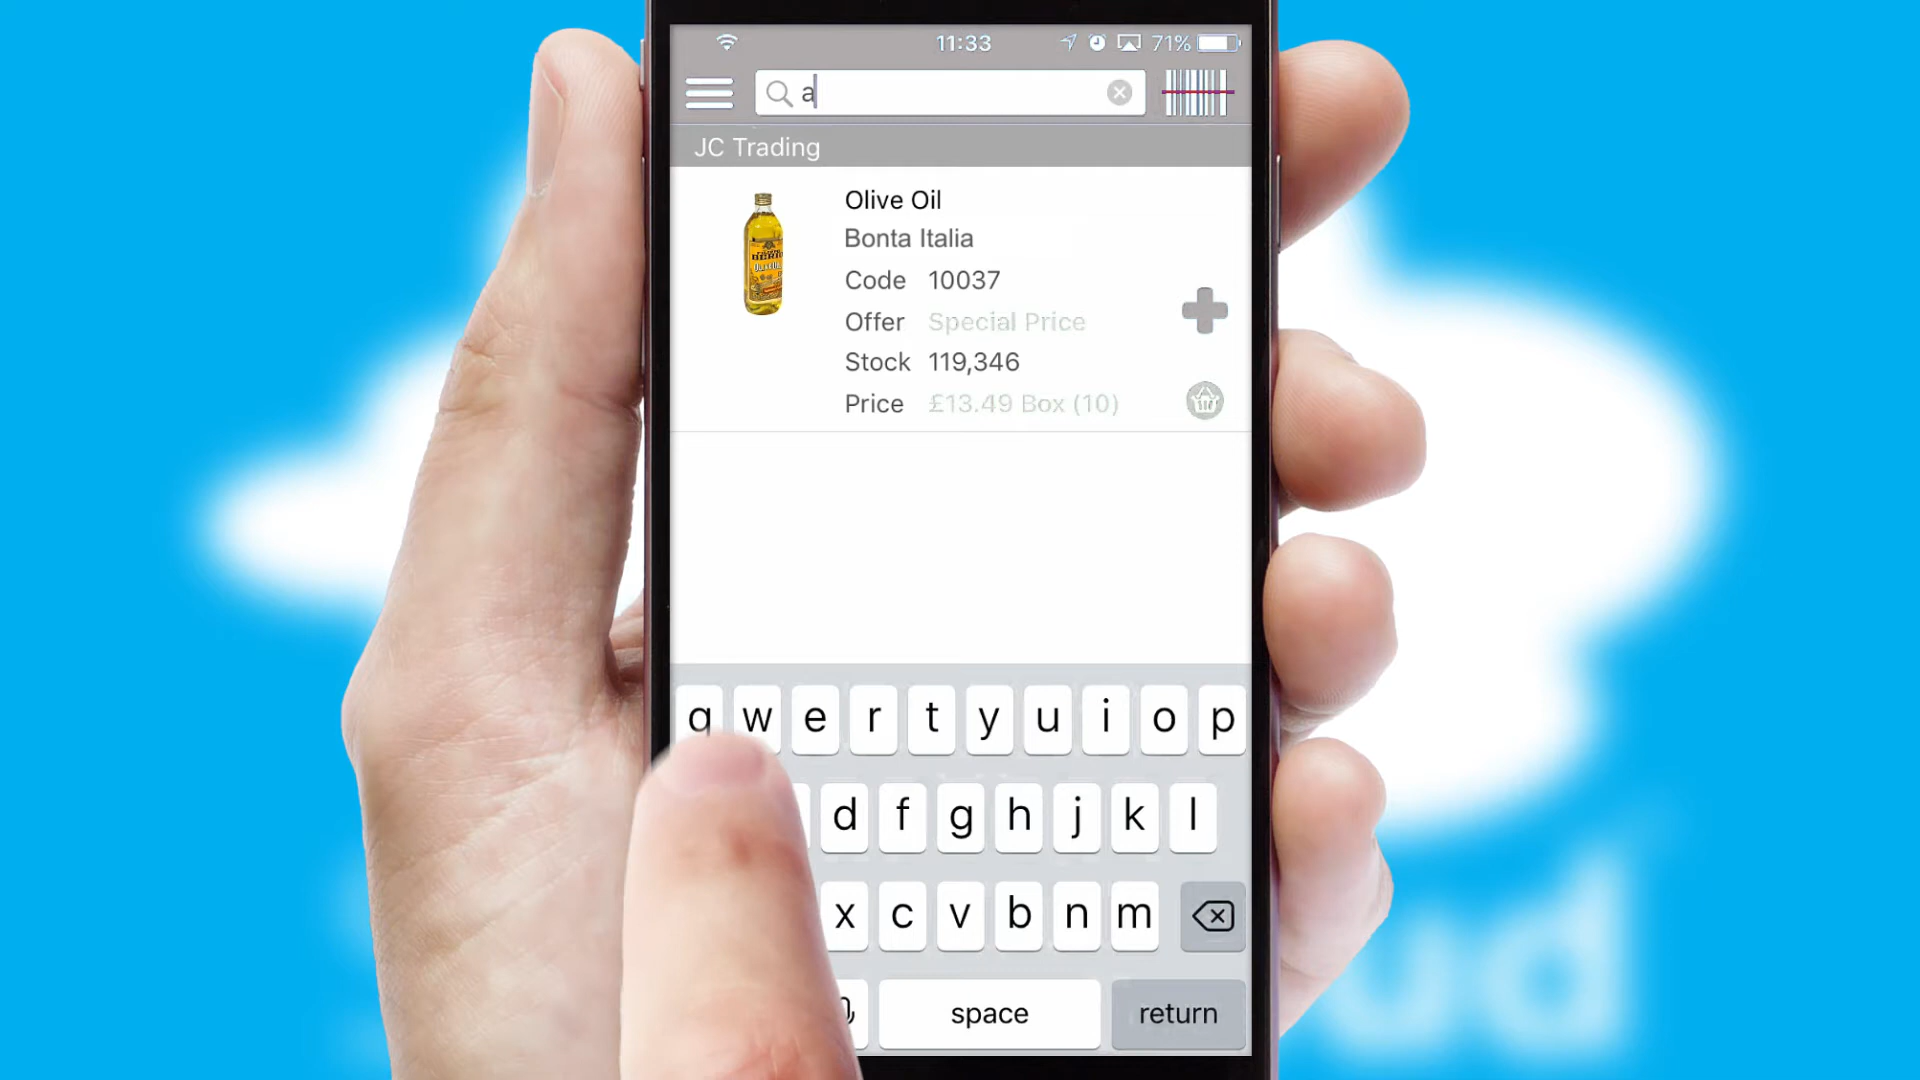 11:33
71%
a
JC Trading
Olive Oil
Bonta Italia
Code 10037
Offer Special Price
Stock 119,346
Price £13.49 Box (10)
q w e r t y u i o p
d f g h j k l
x c v b n m
space return
ud